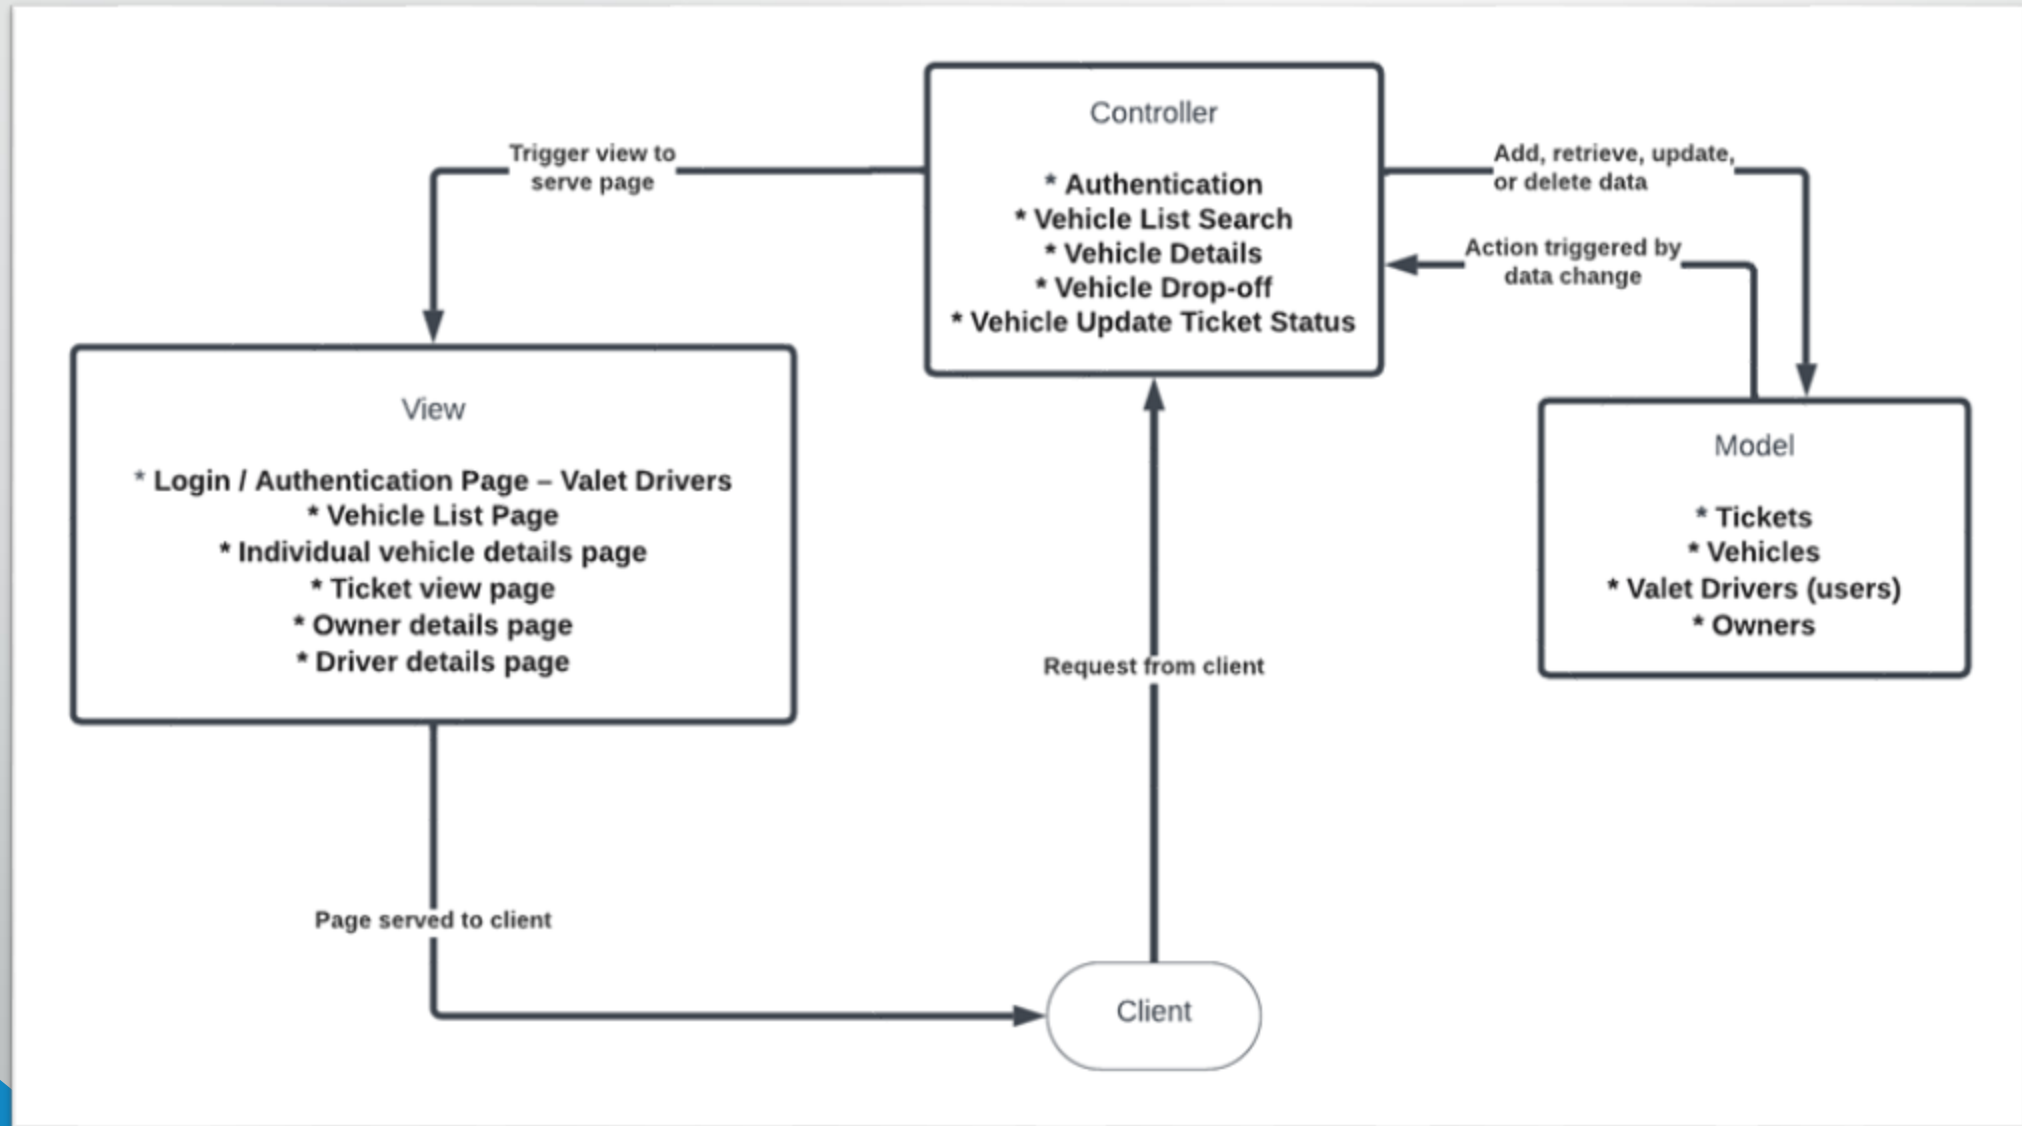 Controller
* Authentication
* Vehicle List Search
* Vehicle Details
* Vehicle Drop-off
* Vehicle Update Ticket Status
Trigger view to
serve page
Add, retrieve, update,
or delete data
Action triggered by
data change
View
* Login / Authentication Page – Valet Drivers
* Vehicle List Page
* Individual vehicle details page
* Ticket view page
* Owner details page
* Driver details page
Model
* Tickets
* Vehicles
* Valet Drivers (users)
* Owners
Request from client
Page served to client
Client